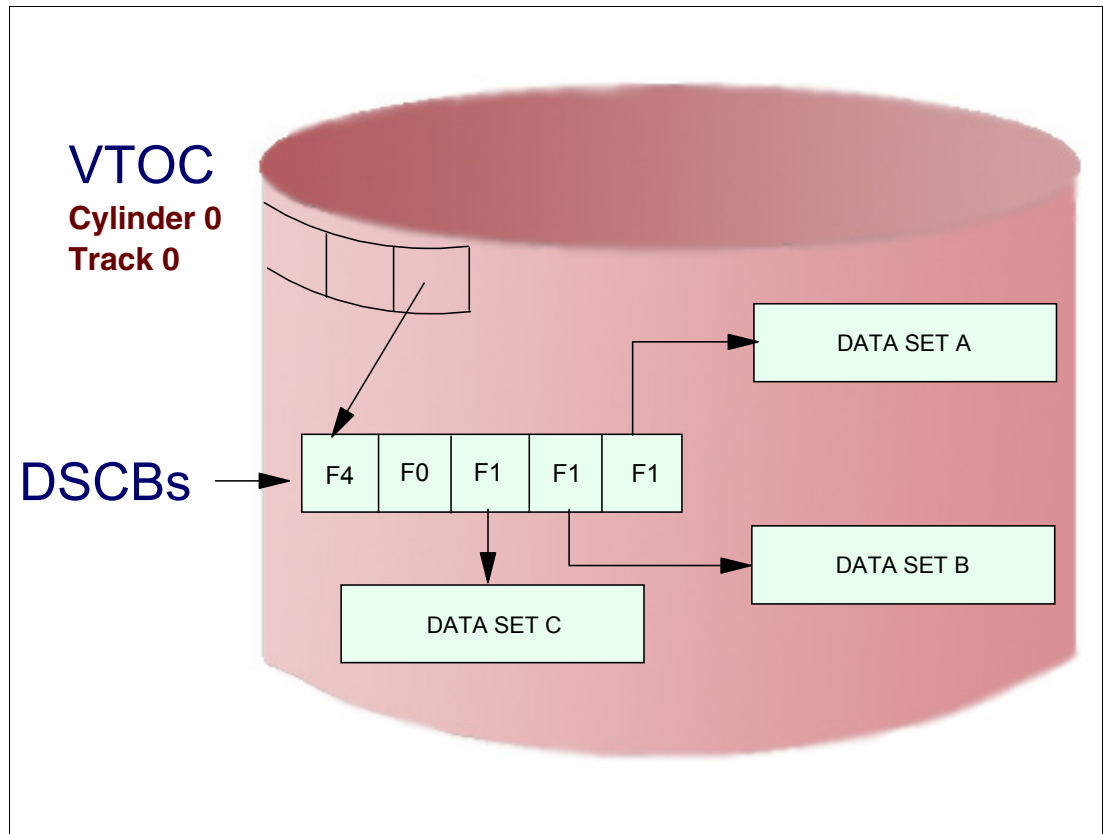 VTOC
Cylinder 0
Track 0
DATA SET A
DSCBs
F4 F0 F1 F1 F1
DATA SET B
DATA SET C